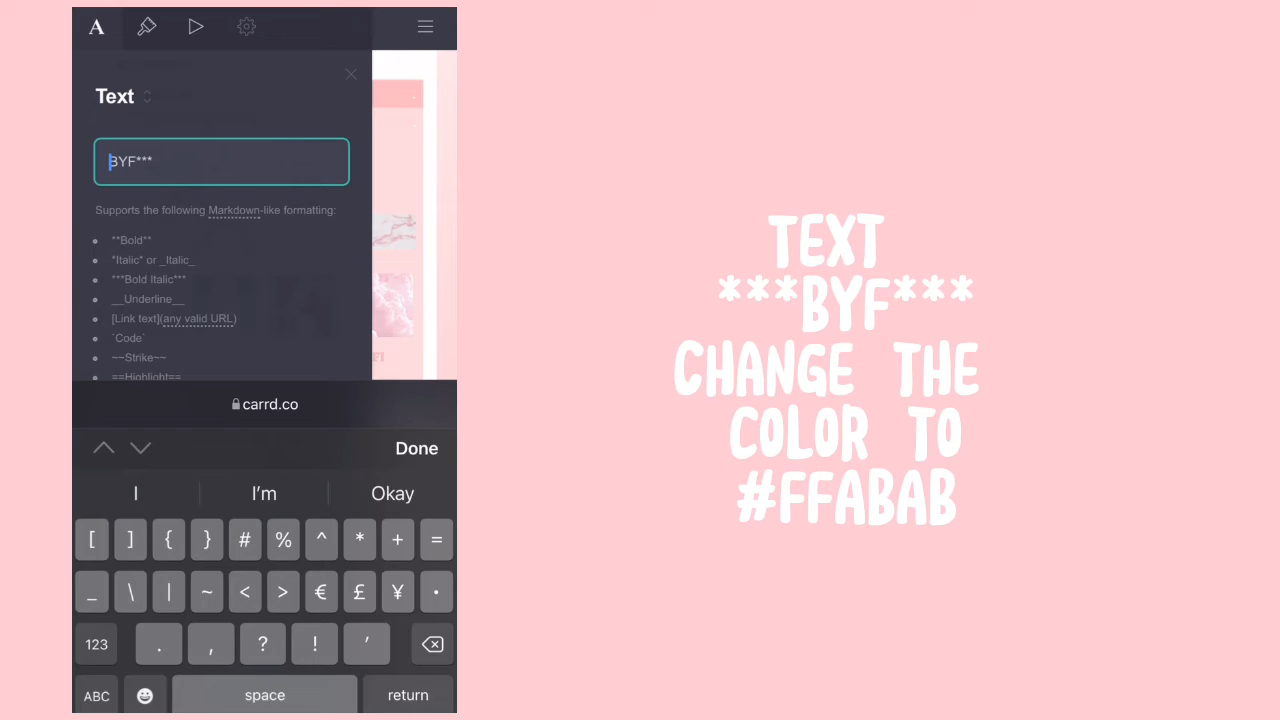 A
Text
BYF***
Supports the following Markdown-like formatting:
**Bold**
*Italic* or _Italic_
***Bold Italic***
__Underline__
[Link text](any valid URL)
`Code`
~~Strike~~
==Highlight==
FI
carrd.co
Done
I I'm Okay
[ ] { } # % ^ * + =
_ \ | ~ < > € £ ¥ •
123 . , ? ! '
ABC space return
TEXT
***BYF***
CHANGE THE
COLOR TO
#FFABAB